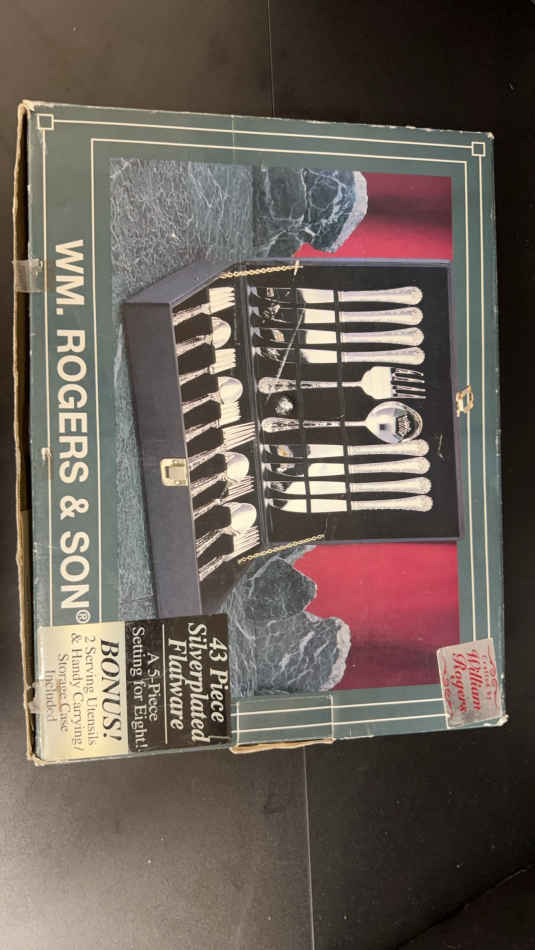 WM. ROGERS & SON®
43 Piece
Silverplated
Flatware
A 5-Piece
Setting for Eight!
BONUS!
2 Serving Utensils
& Handy Carrying/
Storage Case
Included
William
Rogers